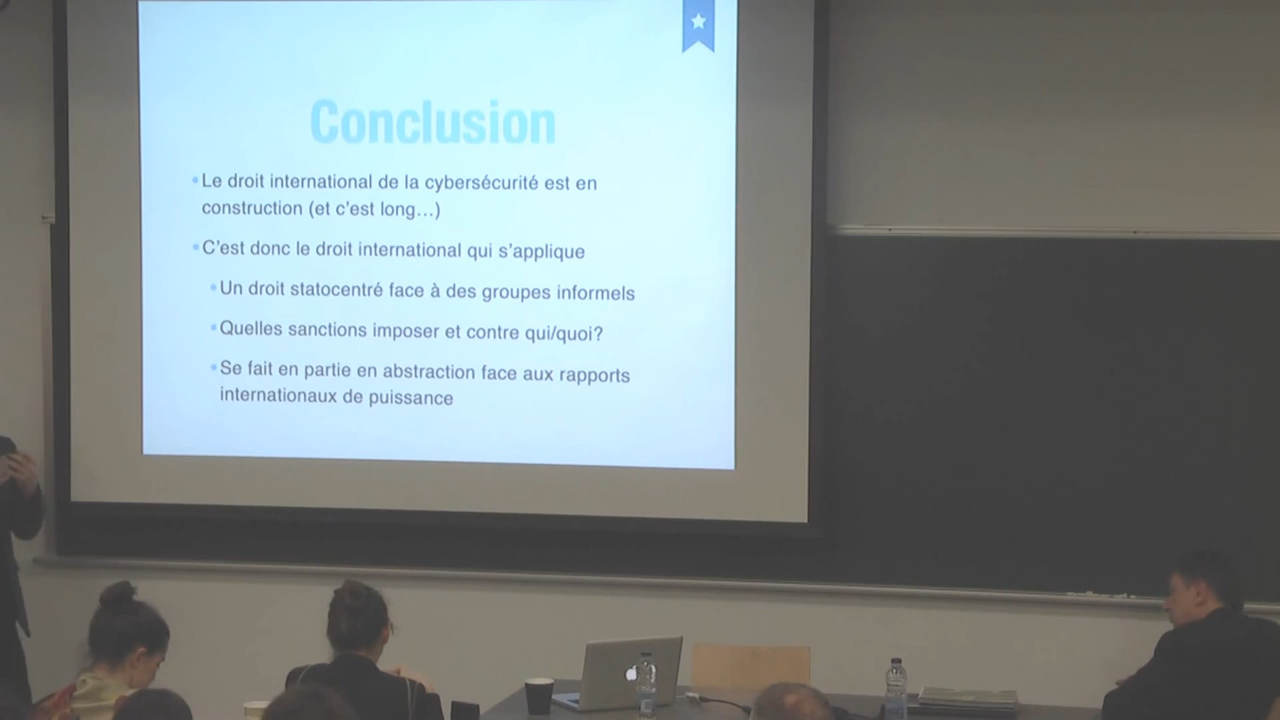 Conclusion
•Le droit international de la cybersécurité est en
construction (et c’est long…)
•C’est donc le droit international qui s’applique
•Un droit statocentré face à des groupes informels
•Quelles sanctions imposer et contre qui/quoi?
•Se fait en partie en abstraction face aux rapports
internationaux de puissance